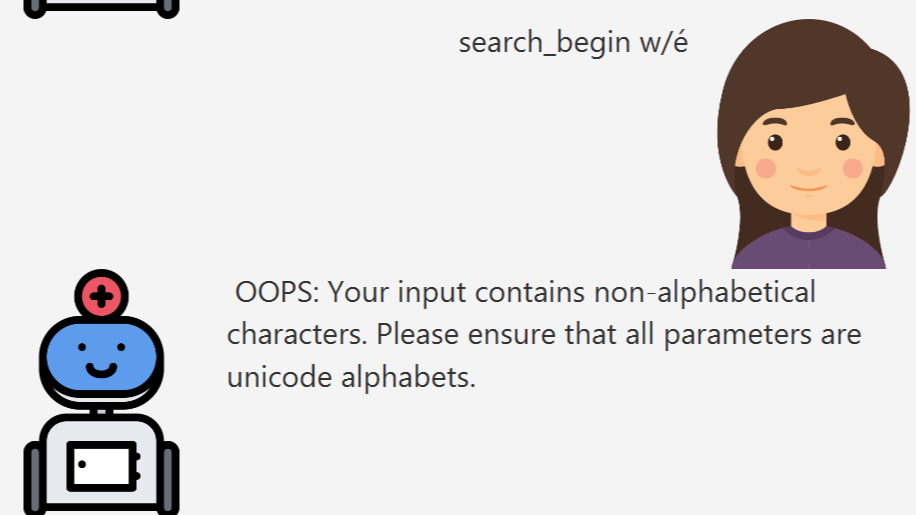 search_begin w/é
OOPS: Your input contains non-alphabetical
characters. Please ensure that all parameters are
unicode alphabets.